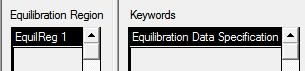 Equilibration Region
Keywords
EquilReg 1
Equilibration Data Specification